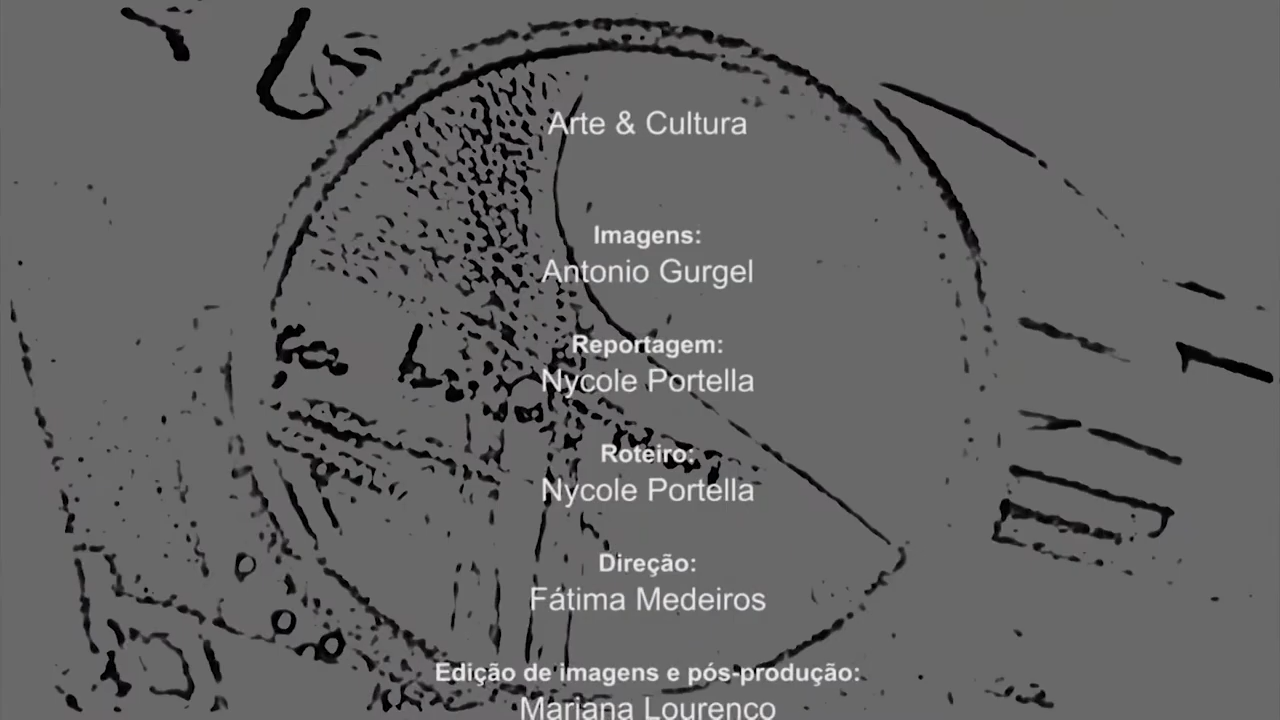 Arte & Cultura
Imagens:
Antonio Gurgel
Reportagem:
Nycole Portella
Roteiro:
Nycole Portella
Direção:
Fátima Medeiros
Edição de imagens e pós-produção:
Mariana Lourenço